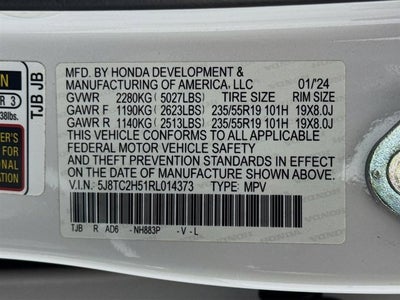 MFD. BY HONDA DEVELOPMENT &
MANUFACTURING OF AMERICA, LLC 01/'24
GVWR 2280KG (5027LBS) TIRE SIZE RIM SIZE
GAWR F 1190KG (2623LBS) 235/55R19 101H 19X8.0J
GAWR R 1140KG (2513LBS) 235/55R19 101H 19X8.0J
THIS VEHICLE CONFORMS TO ALL APPLICABLE
FEDERAL MOTOR VEHICLE SAFETY
STANDARDS AND THEFT PREVENTION IN EFFECT
ON THE DATE OF MANUFACTURE SHOWN ABOVE.
V.I.N. 5J8TC2H51RL014373 TYPE: MPV
TJB R AD6 -NH883P -V-L
TJB JB
R 3
38lbs.